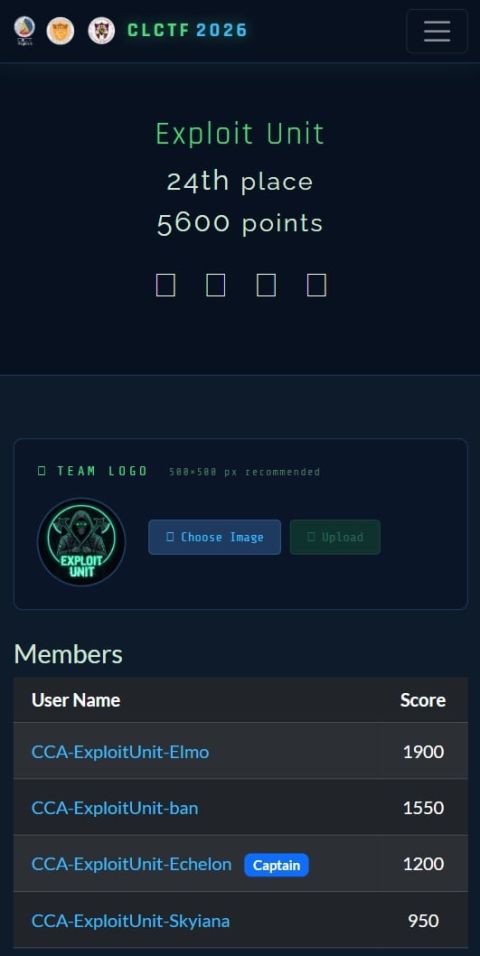 CLCTF 2026
Exploit Unit
24th place
5600 points
TEAM LOGO 500×500 px recommended
EXPLOIT
UNIT
Choose Image Upload
Members
User Name Score
CCA-ExploitUnit-Elmo 1900
CCA-ExploitUnit-ban 1550
CCA-ExploitUnit-Echelon Captain 1200
CCA-ExploitUnit-Skyiana 950